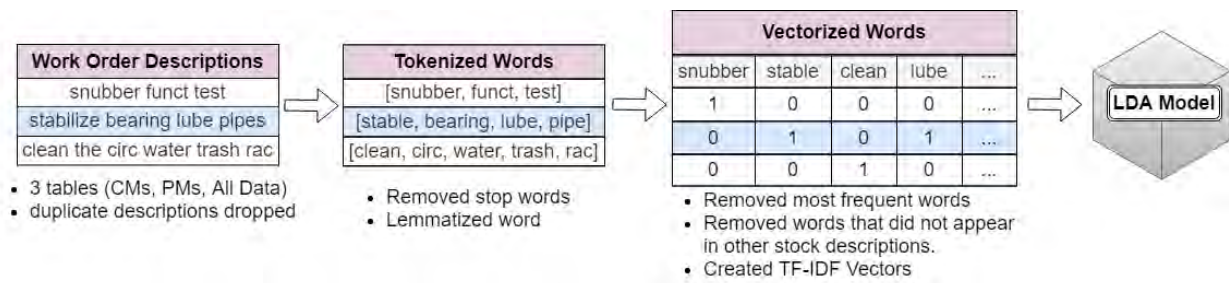 Work Order Descriptions
snubber funct test
stabilize bearing lube pipes
clean the circ water trash rac
• 3 tables (CMs, PMs, All Data)
• duplicate descriptions dropped
Tokenized Words
[snubber, funct, test]
[stable, bearing, lube, pipe]
[clean, circ, water, trash, rac]
• Removed stop words
• Lemmatized word
Vectorized Words
snubber stable clean lube ...
1 0 0 0 ....
0 1 0 1 ...
0 0 1 0 ...
• Removed most frequent words
• Removed words that did not appear
in other stock descriptions.
• Created TF-IDF Vectors
LDA Model